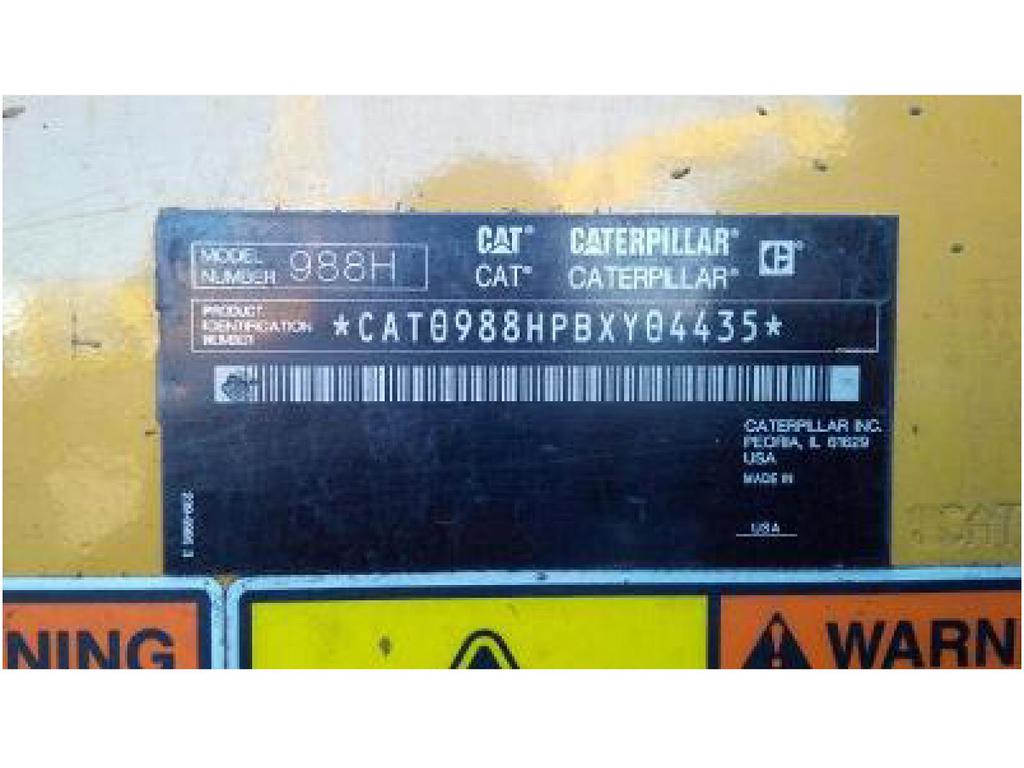 MODEL NUMBER 988H
CAT® CATERPILLAR®
CAT® CATERPILLAR®
PRODUCT IDENTIFICATION NUMBER *CAT0988HPBXY04435*
CATERPILLAR INC.
PEORIA, IL 61629
USA
MADE IN
USA
NING
WARN